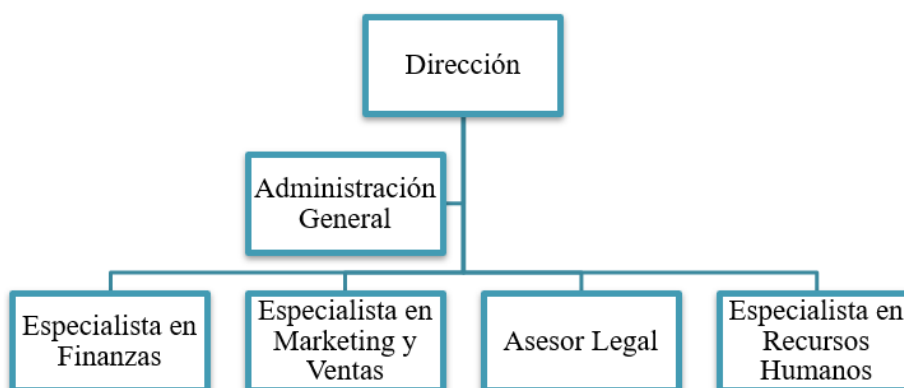 Dirección
Administración
General
Especialista en
Finanzas
Especialista en
Marketing y
Ventas
Asesor Legal
Especialista en
Recursos
Humanos